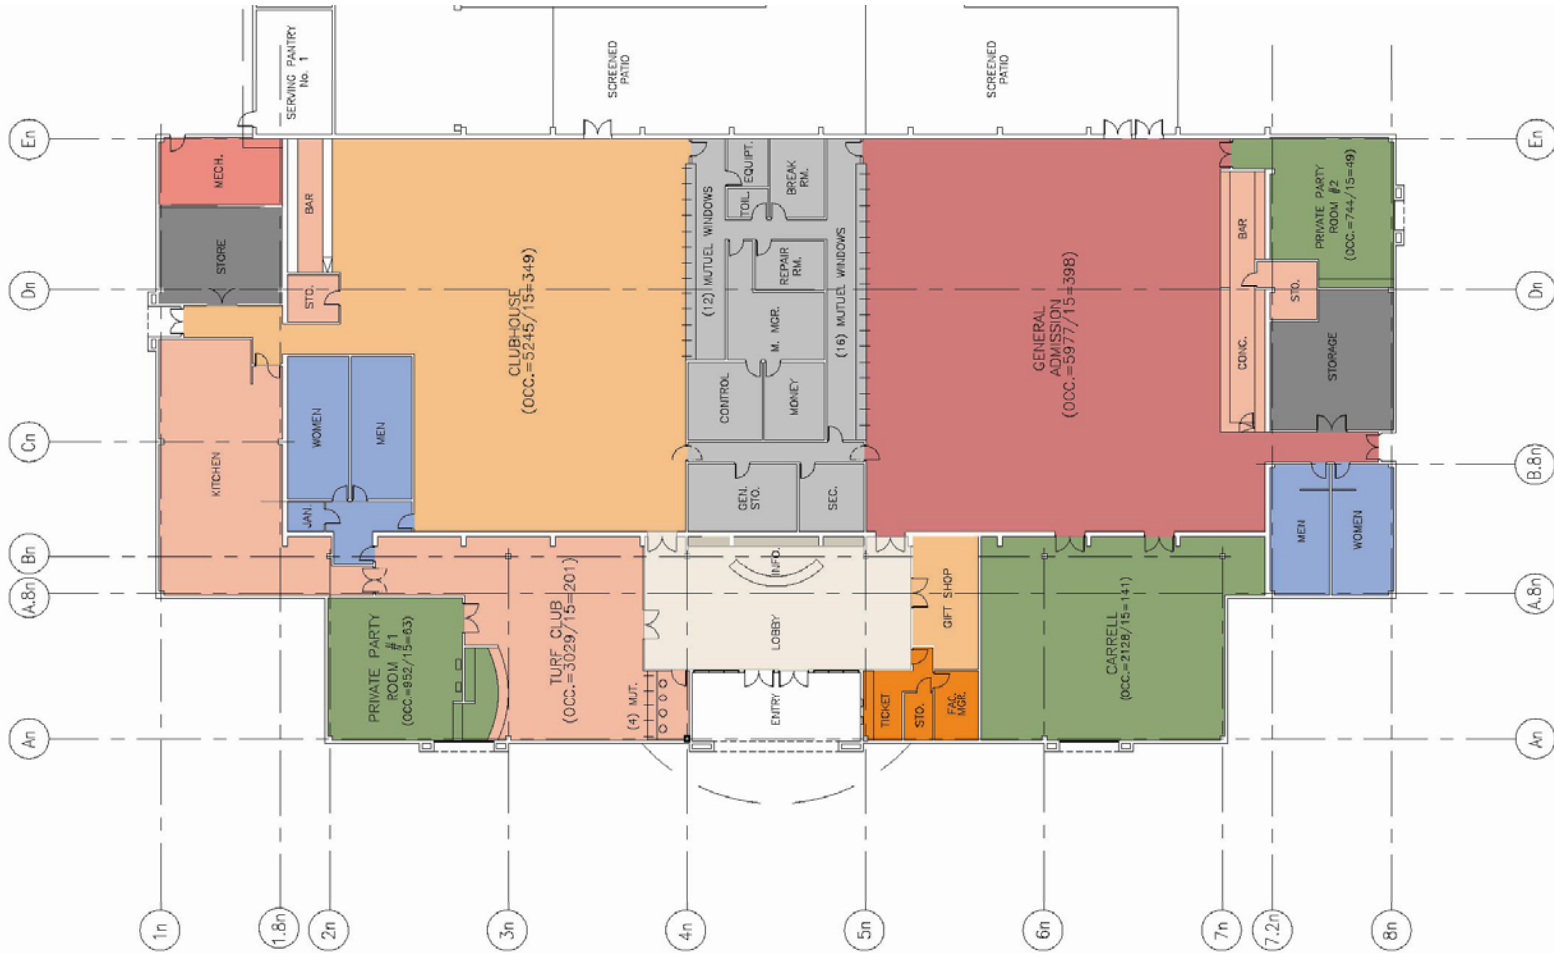 SERVING PANTRY
No. 1
SCREENED
PATIO
SCREENED
PATIO
En
En
MECH.
BAR
EQUIPT.
TOIL.
BREAK
RM.
(12) MUTUEL WINDOWS
PRIVATE PARTY
ROOM #2
(OCC.=744/15=49)
BAR
STORE
STO.
REPAIR
RM.
(16) MUTUEL WINDOWS
STO.
Dn
Dn
CLUBHOUSE
(OCC.=5245/15=349)
M. MGR.
GENERAL
ADMISSION
(OCC.=5977/15=398)
CONC.
STORAGE
CONTROL
MONEY
WOMEN
MEN
Cn
B.8n
KITCHEN
GEN.
STO.
SEC.
JAN.
MEN
WOMEN
Bn
INFO.
A.8n
A.8n
GIFT SHOP
LOBBY
PRIVATE PARTY
ROOM #1
(OCC.=952/15=63)
TURF CLUB
(OCC.=3029/15=201)
CARRELL
(OCC.=2128/15=141)
(4) MUT.
ENTRY
TICKET
STO.
FAC.
MGR.
An
An
1n
1.8n
2n
3n
4n
5n
6n
7n
7.2n
8n